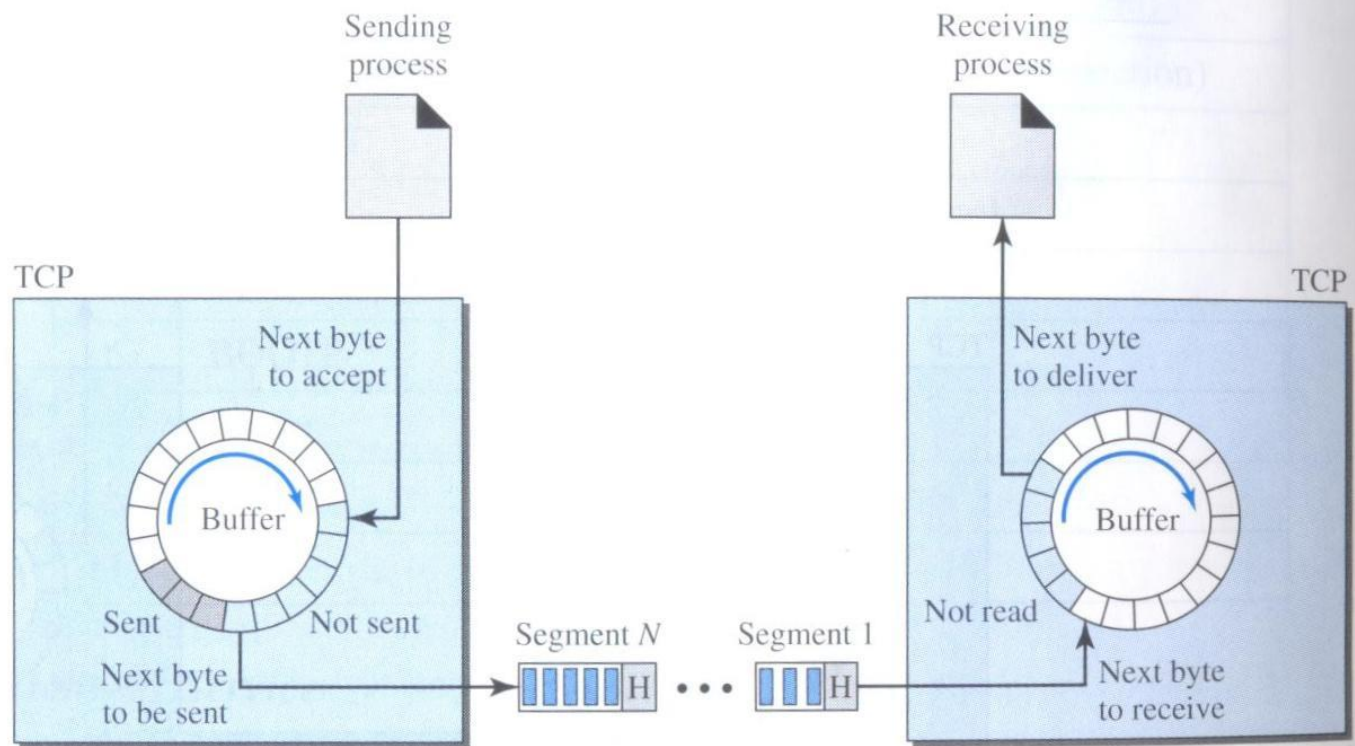 Sending
process
Receiving
process
TCP
TCP
Next byte
to accept
Next byte
to deliver
Buffer
Buffer
Sent
Not sent
Not read
Segment N
Segment 1
H
H
Next byte
to be sent
Next byte
to receive